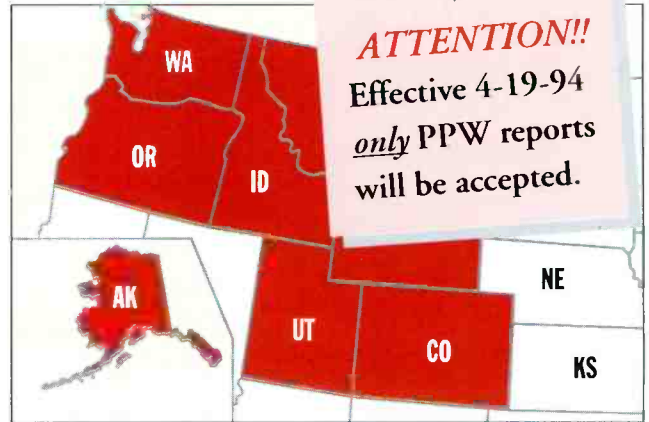 ATTENTION!!
Effective 4-19-94
only PPW reports
will be accepted.
WA
OR
ID
NE
AK
UT
CO
KS